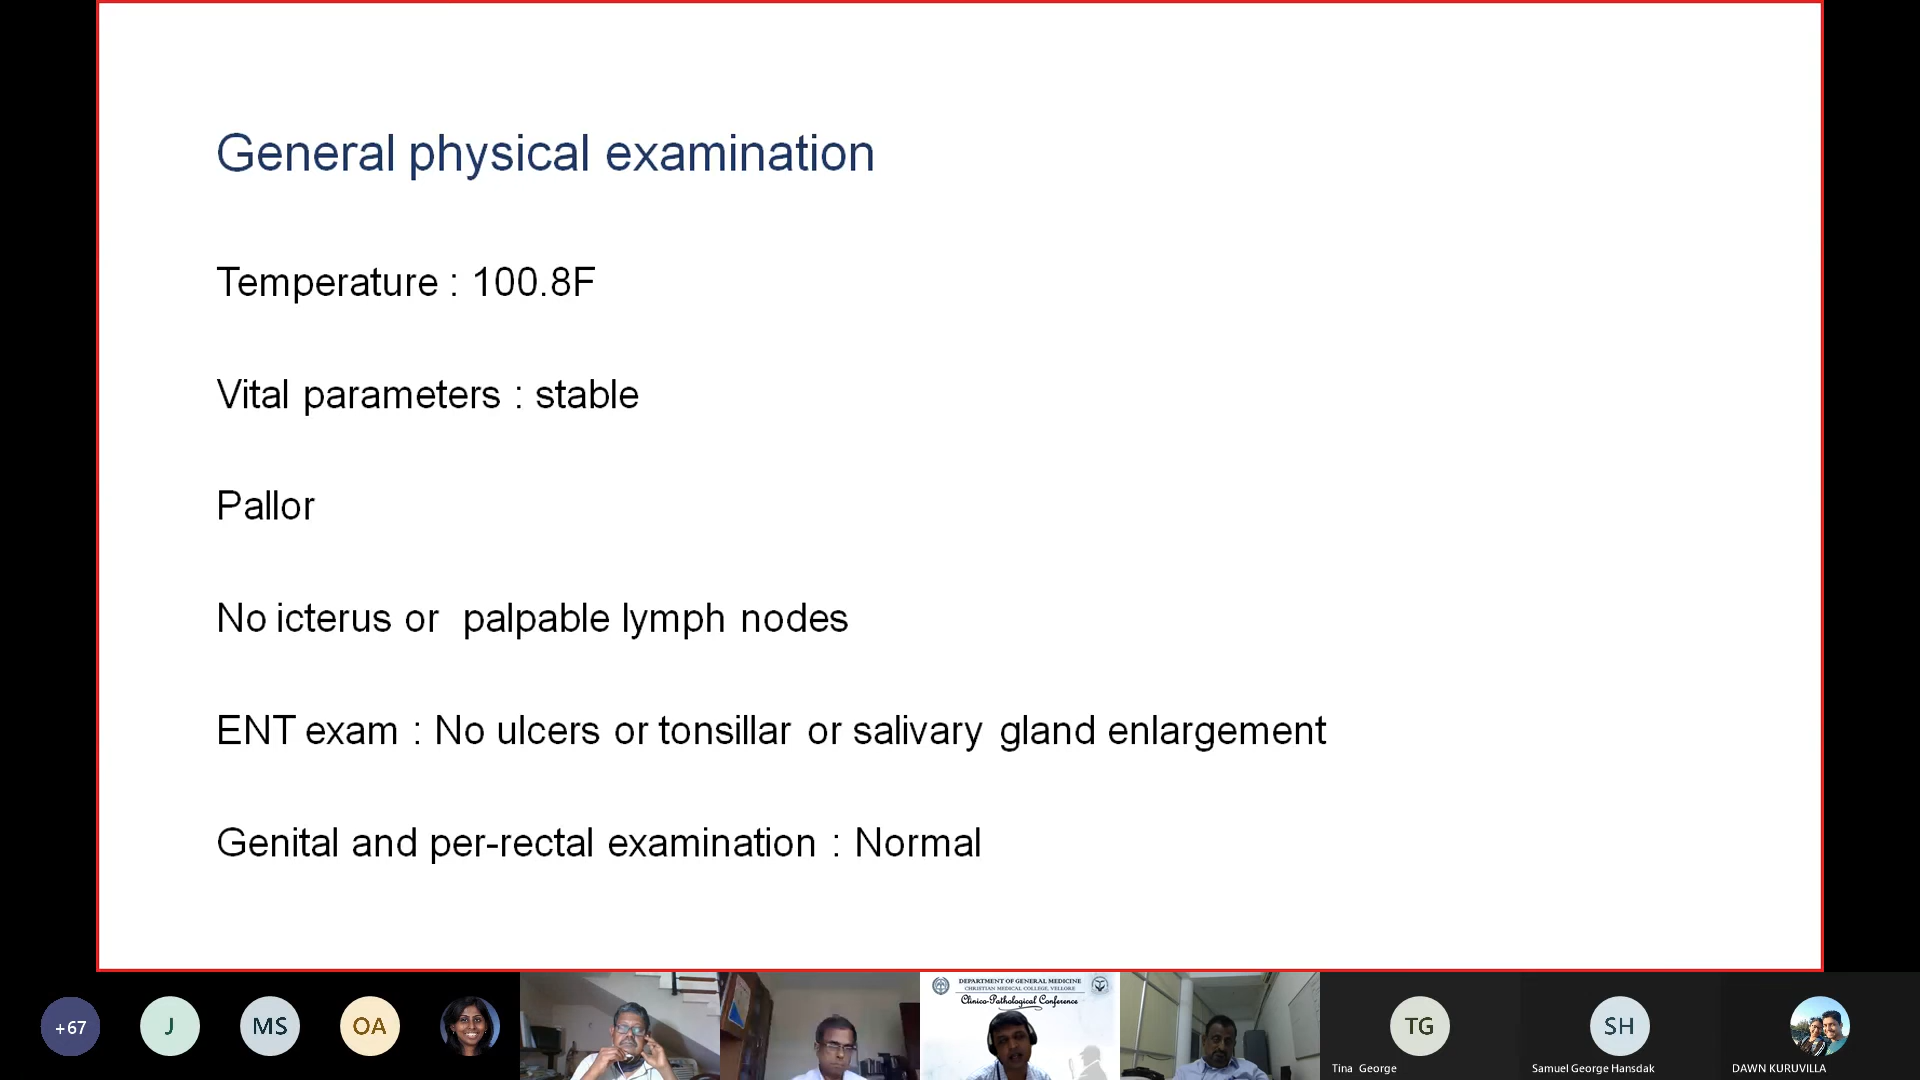 General physical examination
Temperature : 100.8F
Vital parameters : stable
Pallor
No icterus or palpable lymph nodes
ENT exam : No ulcers or tonsillar or salivary gland enlargement
Genital and per-rectal examination : Normal
+67
J
MS
OA
DEPARTMENT OF GENERAL MEDICINE
CHRISTIAN MEDICAL COLLEGE, VELLORE
Clinico-Pathological Conference
TG
Tina George
SH
Samuel George Hansdak
DAWN KURUVILLA